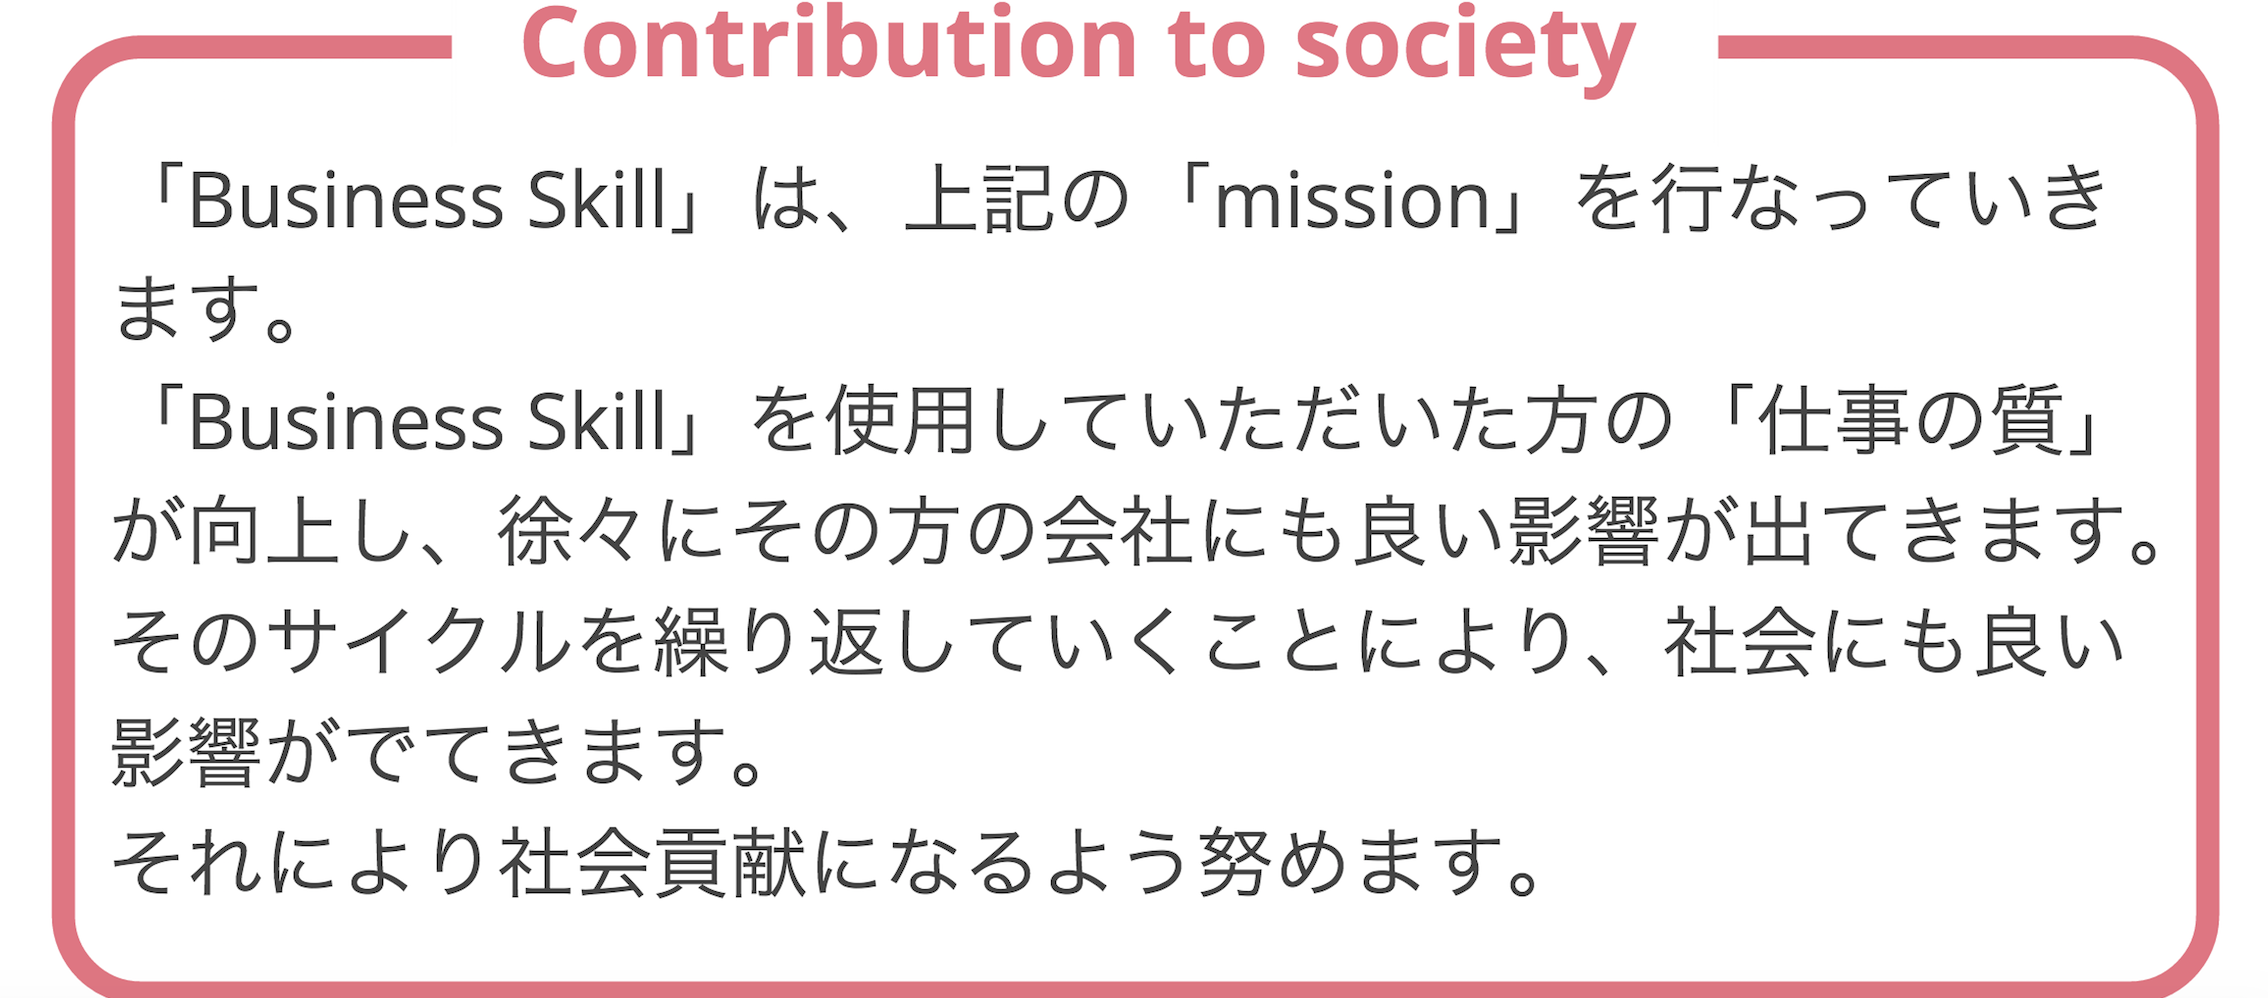 Contribution to society
「Business Skill」は、上記の「mission」を行なっていき
ます。
「Business Skill」を使用していただいた方の「仕事の質」
が向上し、徐々にその方の会社にも良い影響が出てきます。
そのサイクルを繰り返していくことにより、社会にも良い
影響がでてきます。
それにより社会貢献になるよう努めます。